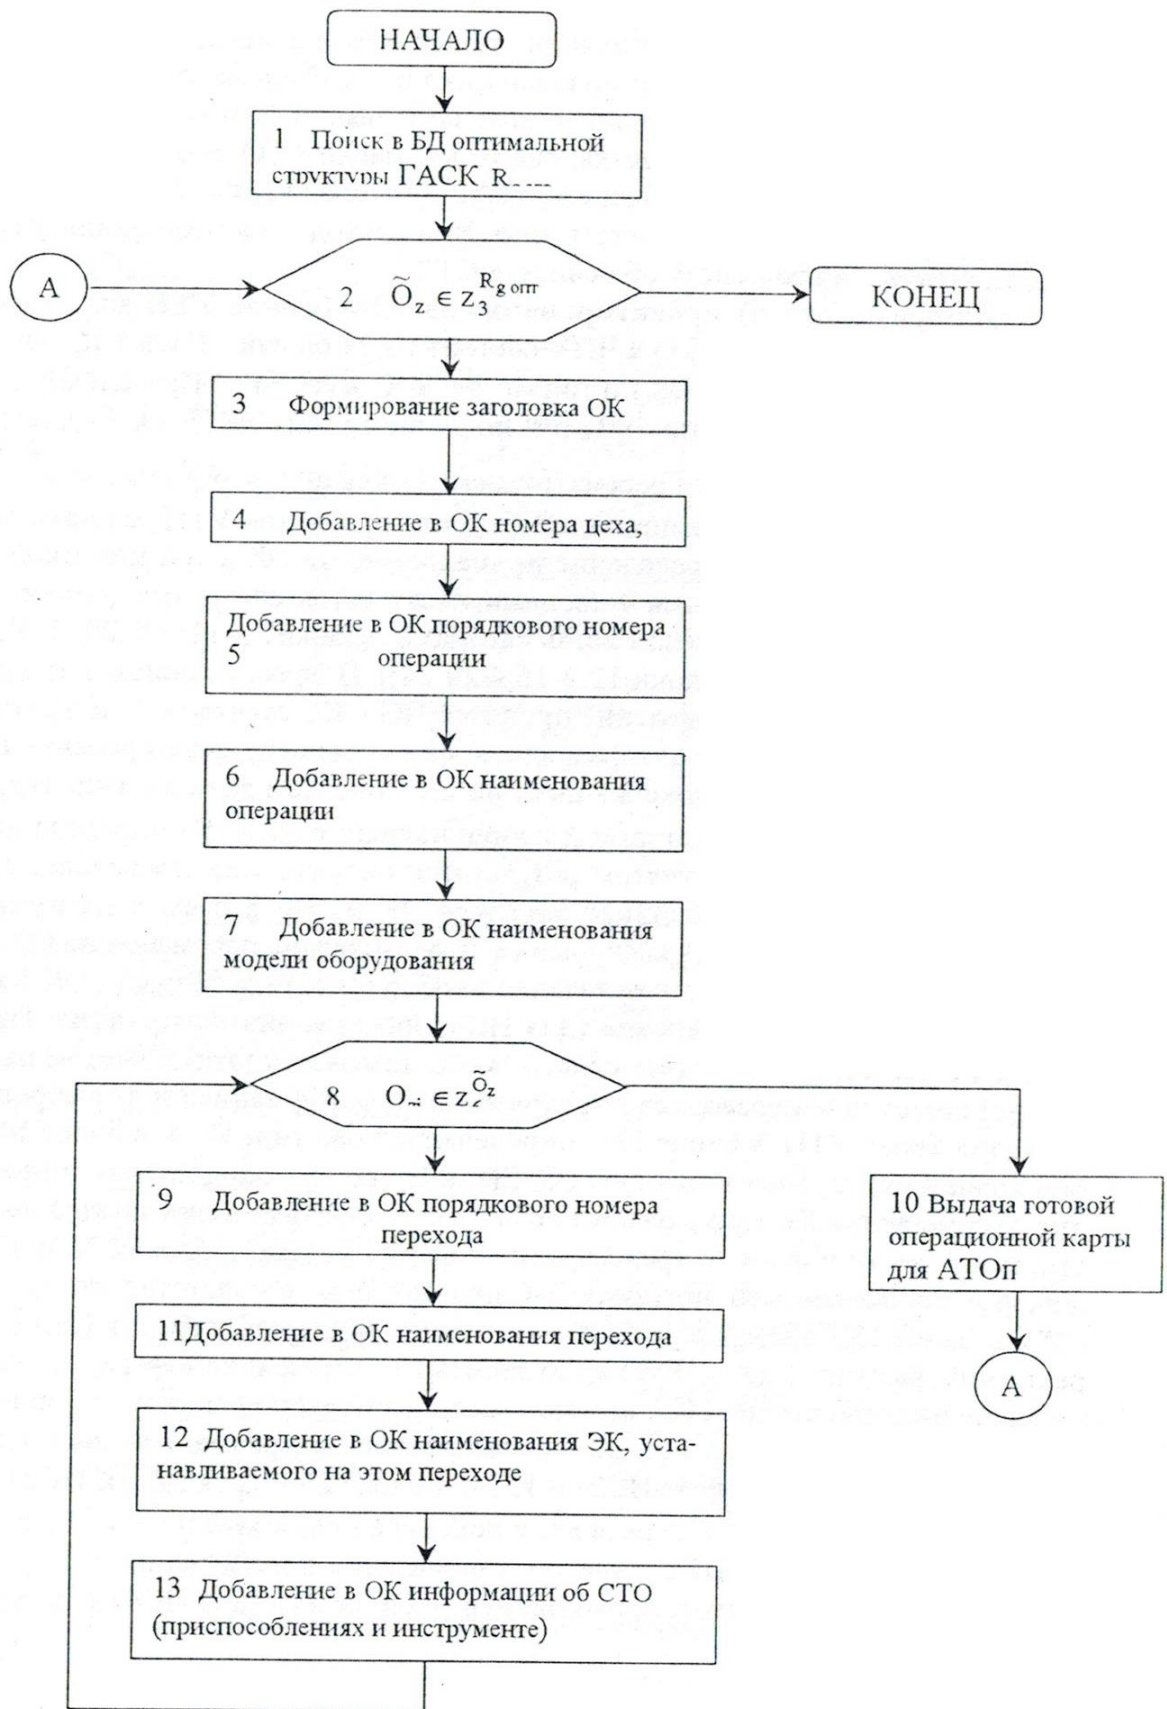 НАЧАЛО
1 Поиск в БД оптимальной
структуры ГАСК R
А
2 Õz ∈ z₃^{Rg опт}
КОНЕЦ
3 Формирование заголовка ОК
4 Добавление в ОК номера цеха,
Добавление в ОК порядкового номера
5 операции
6 Добавление в ОК наименования
операции
7 Добавление в ОК наименования
модели оборудования
8 O ∈ z^{Õz}
9 Добавление в ОК порядкового номера
перехода
10 Выдача готовой
операционной карты
для АТОп
11Добавление в ОК наименования перехода
А
12 Добавление в ОК наименования ЭК, уста-
навливаемого на этом переходе
13 Добавление в ОК информации об СТО
(приспособлениях и инструменте)